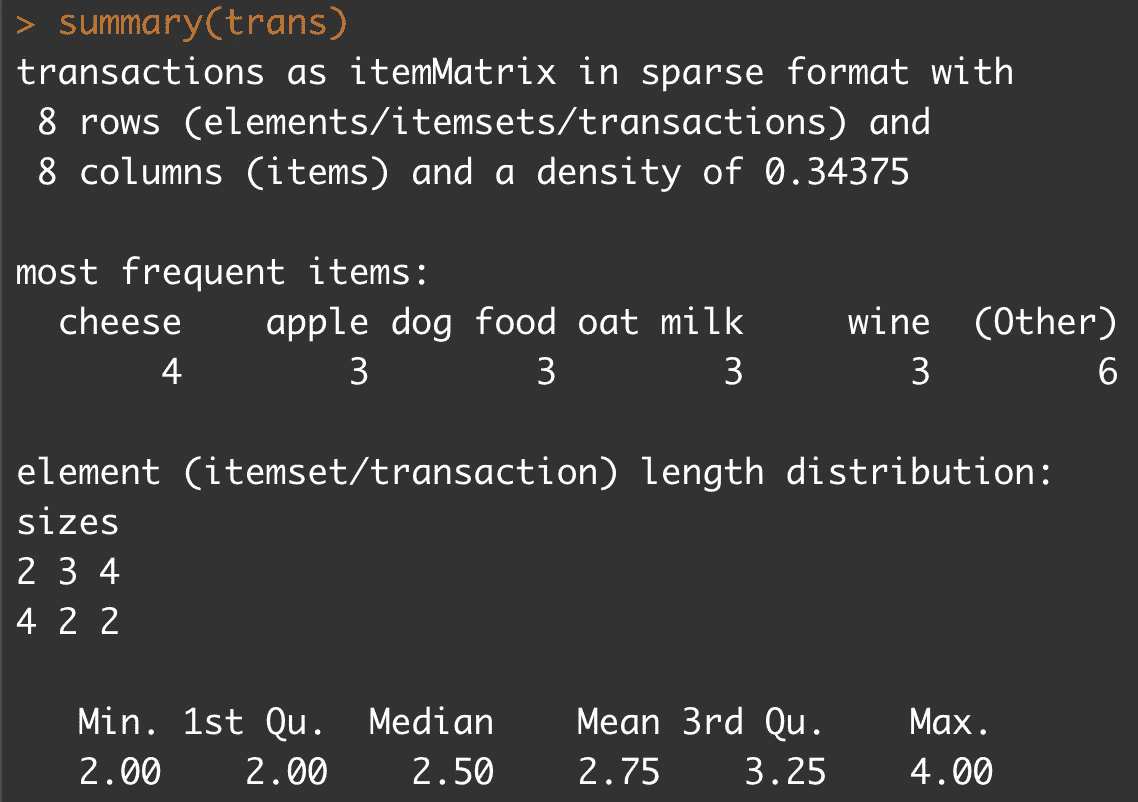 > summary(trans)
transactions as itemMatrix in sparse format with
 8 rows (elements/itemsets/transactions) and
 8 columns (items) and a density of 0.34375

most frequent items:
  cheese    apple dog food oat milk     wine  (Other)
       4        3        3        3        3        6

element (itemset/transaction) length distribution:
sizes
2 3 4
4 2 2

   Min. 1st Qu.  Median    Mean 3rd Qu.    Max.
   2.00    2.00    2.50    2.75    3.25    4.00